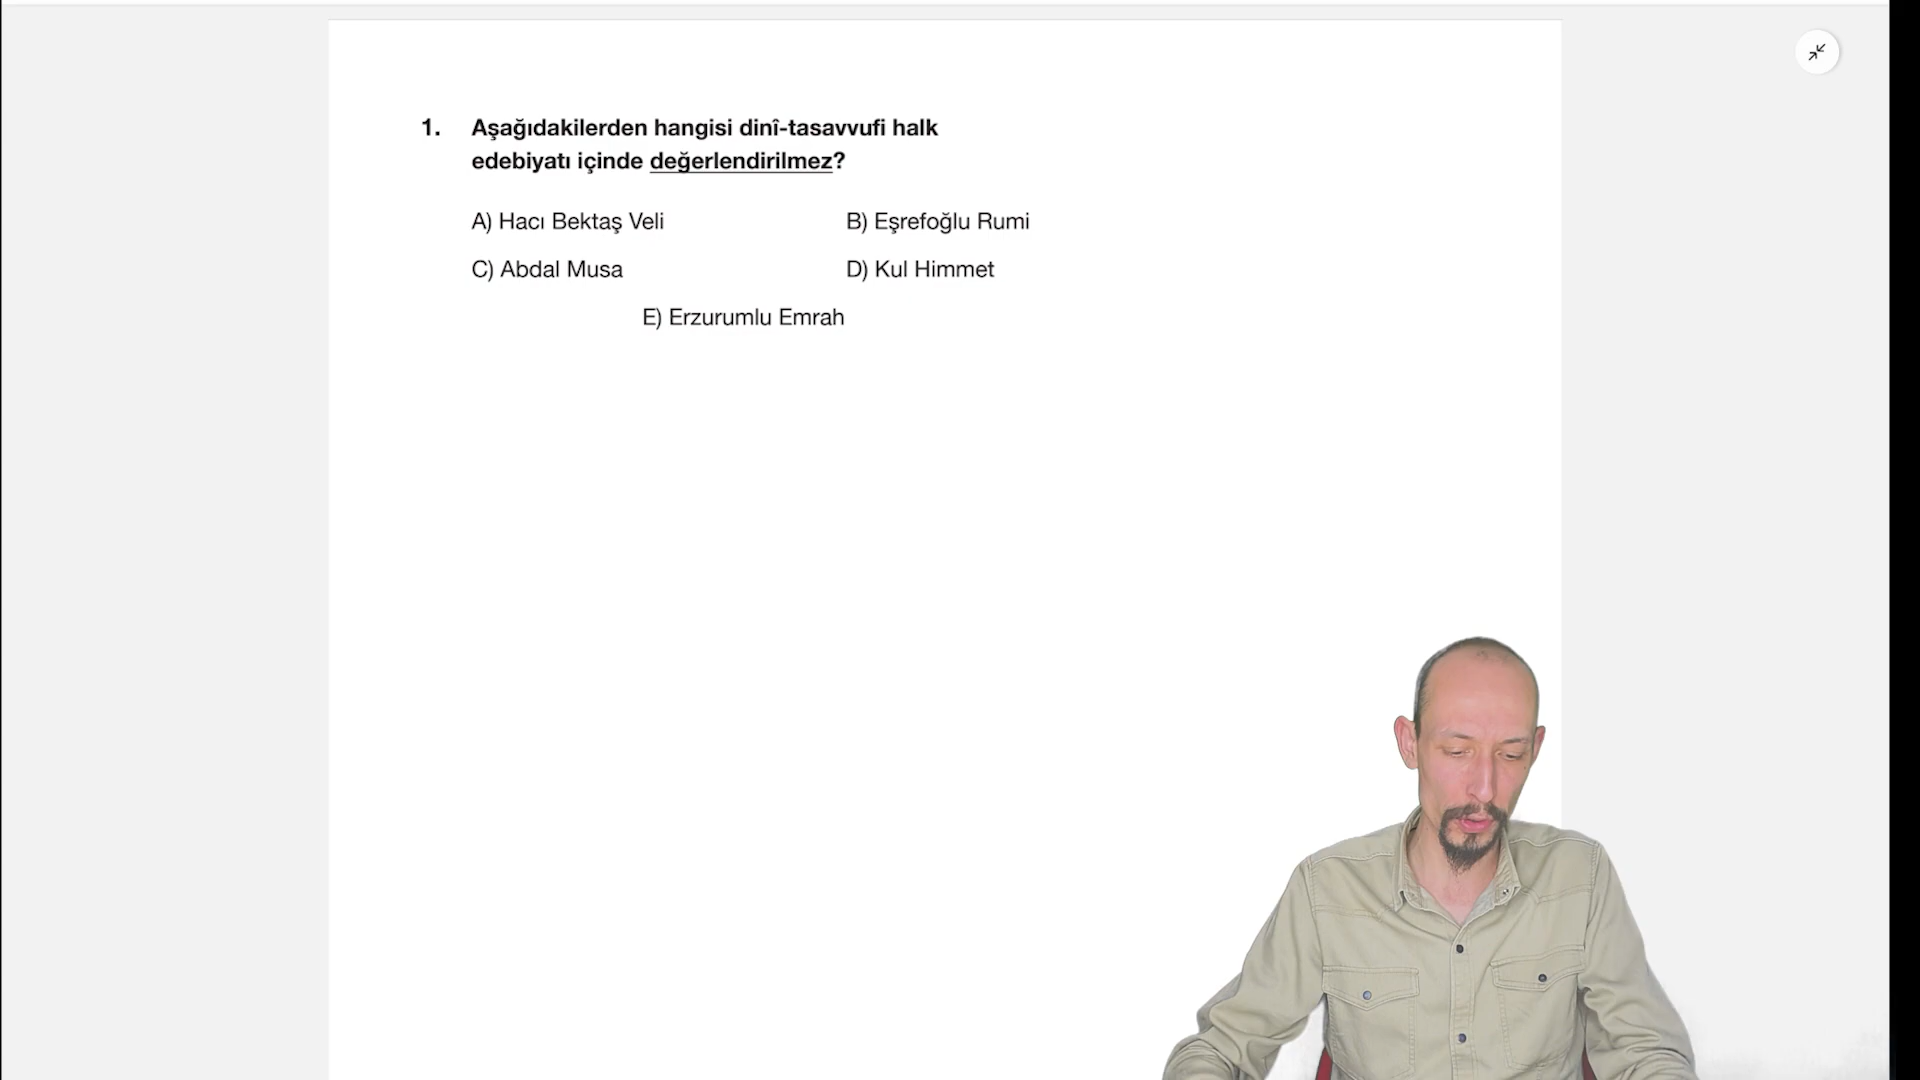 1. Aşağıdakilerden hangisi dinî-tasavvufi halk
edebiyatı içinde değerlendirilmez?
A) Hacı Bektaş Veli B) Eşrefoğlu Rumi
C) Abdal Musa D) Kul Himmet
E) Erzurumlu Emrah